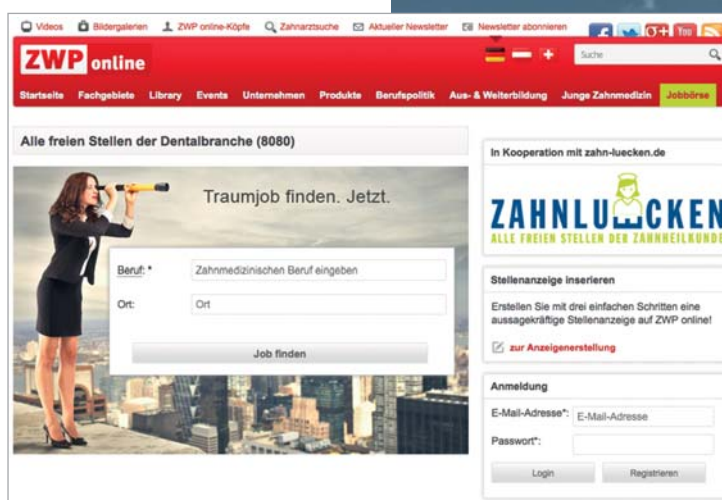 Videos Bildergalerien ZWP online-Köpfe Zahnarztsuche Aktueller Newsletter Newsletter abonnieren
You
ZWP online
Suche
Startseite Fachgebiete Library Events Unternehmen Produkte Berufspolitik Aus- & Weiterbildung Junge Zahnmedizin Jobbörse
Alle freien Stellen der Dentalbranche (8080)
Traumjob finden. Jetzt.
Beruf: * Zahnmedizinischen Beruf eingeben
Ort: Ort
Job finden
In Kooperation mit zahn-luecken.de
ZAHNLUECKEN
ALLE FREIEN STELLEN DER ZAHNHEILKUNDE
Stellenanzeige inserieren
Erstellen Sie mit drei einfachen Schritten eine
aussagekräftige Stellenanzeige auf ZWP online!
zur Anzeigenerstellung
Anmeldung
E-Mail-Adresse*: E-Mail-Adresse
Passwort*:
Login Registrieren